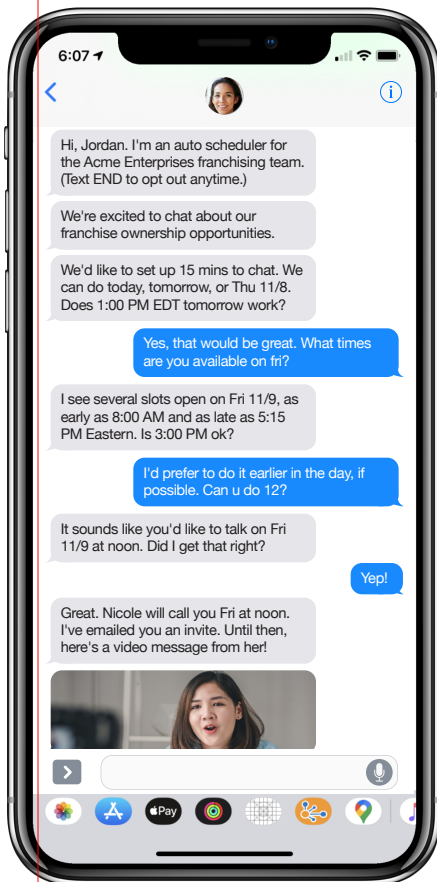 6:07
Hi, Jordan. I'm an auto scheduler for
the Acme Enterprises franchising team.
(Text END to opt out anytime.)
We're excited to chat about our
franchise ownership opportunities.
We'd like to set up 15 mins to chat. We
can do today, tomorrow, or Thu 11/8.
Does 1:00 PM EDT tomorrow work?
Yes, that would be great. What times
are you available on fri?
I see several slots open on Fri 11/9, as
early as 8:00 AM and as late as 5:15
PM Eastern. Is 3:00 PM ok?
I'd prefer to do it earlier in the day, if
possible. Can u do 12?
It sounds like you'd like to talk on Fri
11/9 at noon. Did I get that right?
Yep!
Great. Nicole will call you Fri at noon.
I've emailed you an invite. Until then,
here's a video message from her!
Pay